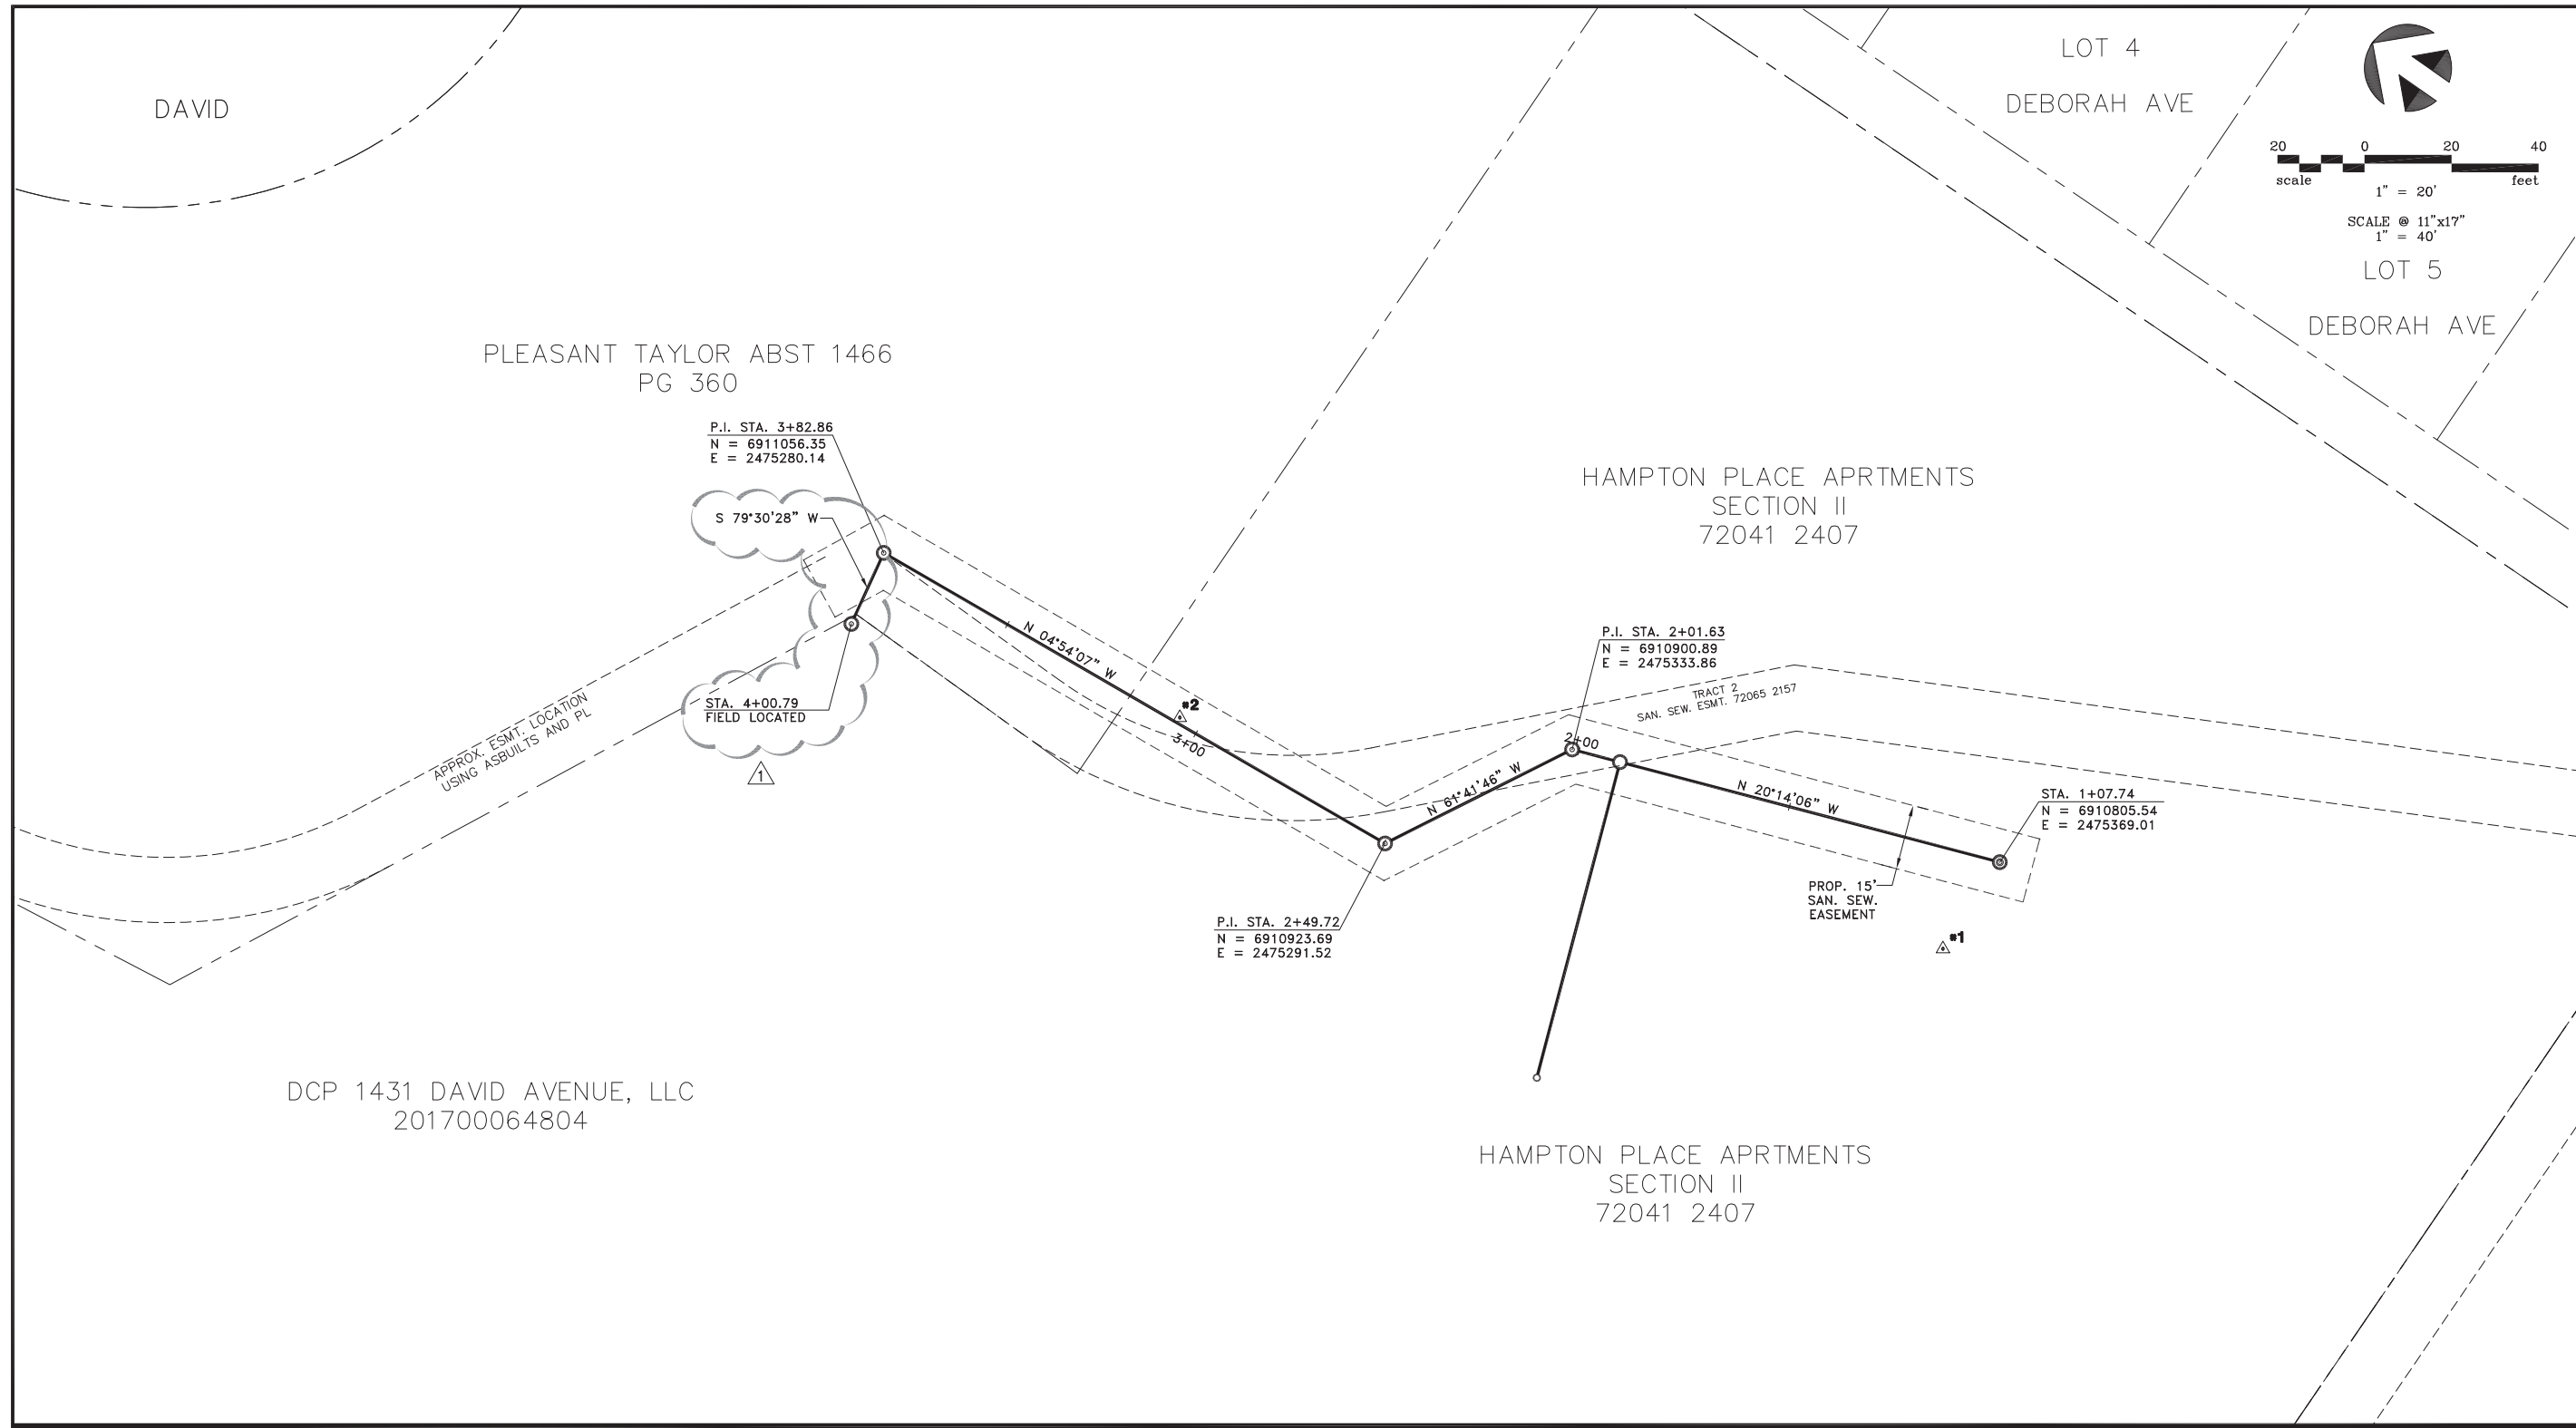 DAVID
LOT 4
DEBORAH AVE
20 0 20 40
scale feet
1" = 20'
SCALE @ 11"x17"
1" = 40'
LOT 5
DEBORAH AVE
PLEASANT TAYLOR ABST 1466
PG 360
P.I. STA. 3+82.86
N = 6911056.35
E = 2475280.14
S 79°30'28" W
HAMPTON PLACE APRTMENTS
SECTION II
72041 2407
N 04°54'07" W
#2
3+00
P.I. STA. 2+01.63
N = 6910900.89
E = 2475333.86
TRACT 2
SAN. SEW. ESMT. 72065 2157
STA. 4+00.79
FIELD LOCATED
1
APPROX. ESMT. LOCATION
USING ASBUILTS AND PL
2+00
N 61°41'46" W
N 20°14'06" W
STA. 1+07.74
N = 6910805.54
E = 2475369.01
PROP. 15'
SAN. SEW.
EASEMENT
#1
P.I. STA. 2+49.72
N = 6910923.69
E = 2475291.52
DCP 1431 DAVID AVENUE, LLC
201700064804
HAMPTON PLACE APRTMENTS
SECTION II
72041 2407